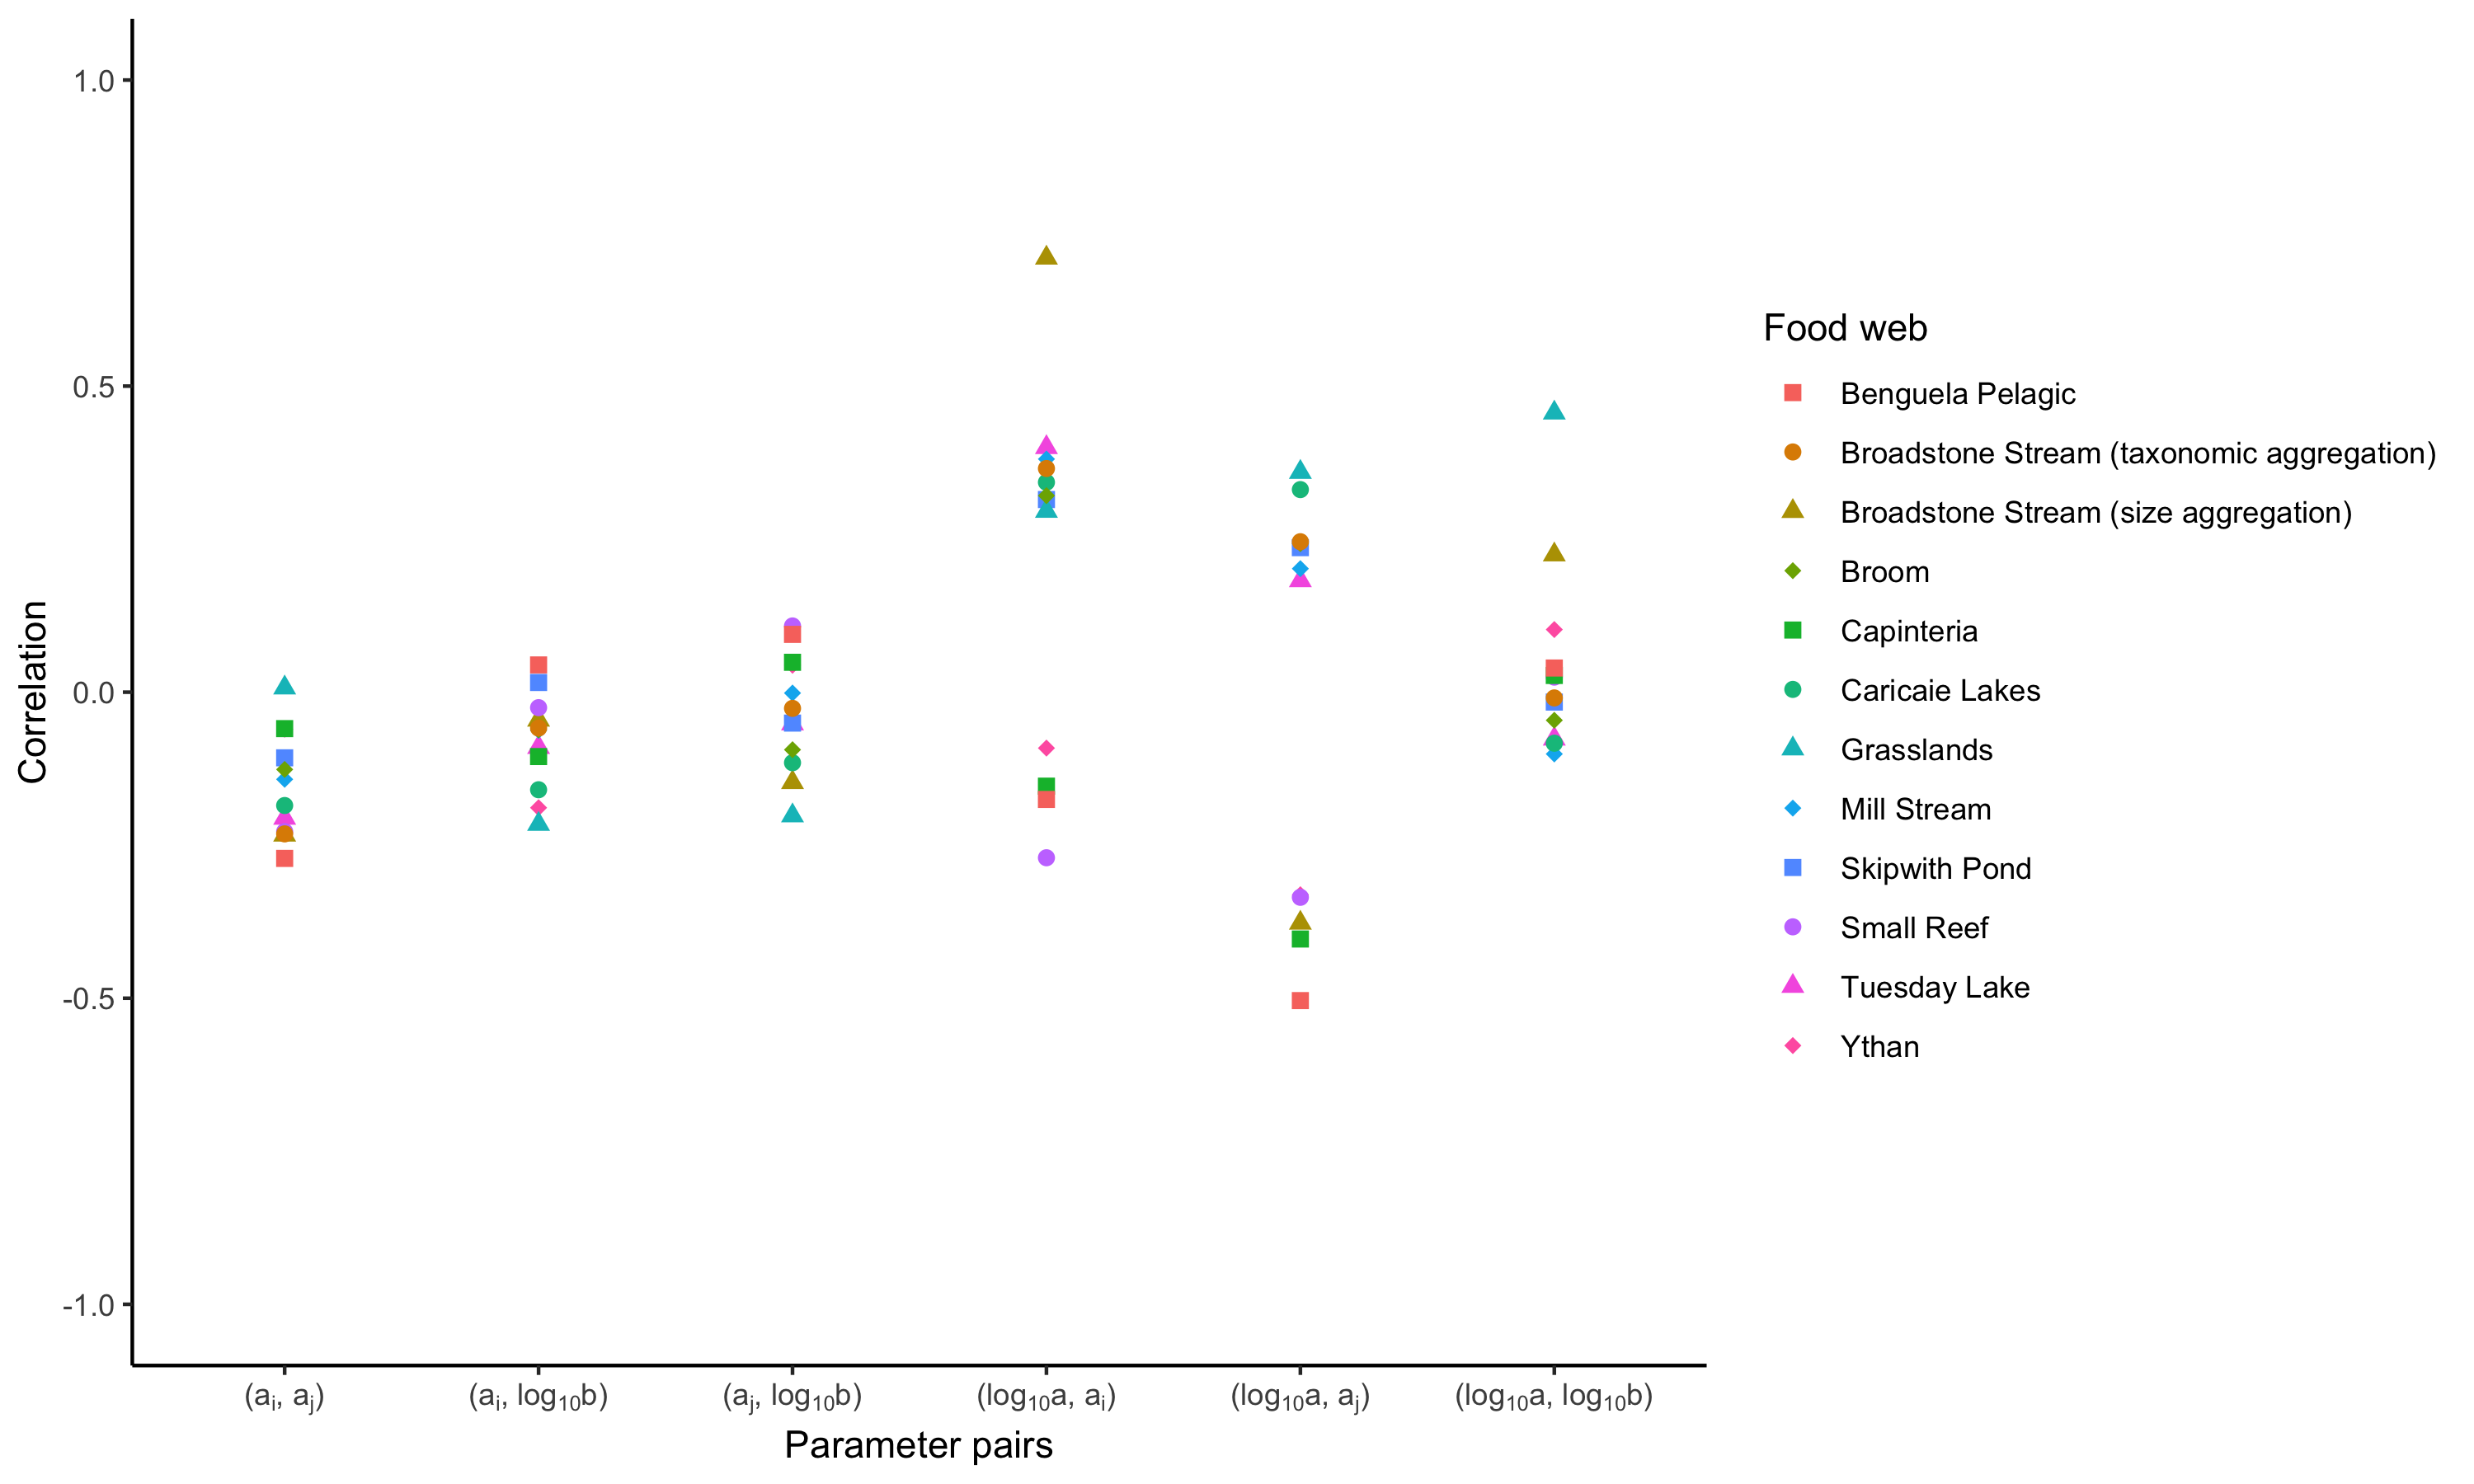 1.0
0.5
0.0
-0.5
-1.0
Correlation
(aᵢ, aⱼ)
(aᵢ, log₁₀b)
(aⱼ, log₁₀b)
(log₁₀a, aᵢ)
(log₁₀a, aⱼ)
(log₁₀a, log₁₀b)
Parameter pairs
Food web
Benguela Pelagic
Broadstone Stream (taxonomic aggregation)
Broadstone Stream (size aggregation)
Broom
Capinteria
Caricaie Lakes
Grasslands
Mill Stream
Skipwith Pond
Small Reef
Tuesday Lake
Ythan